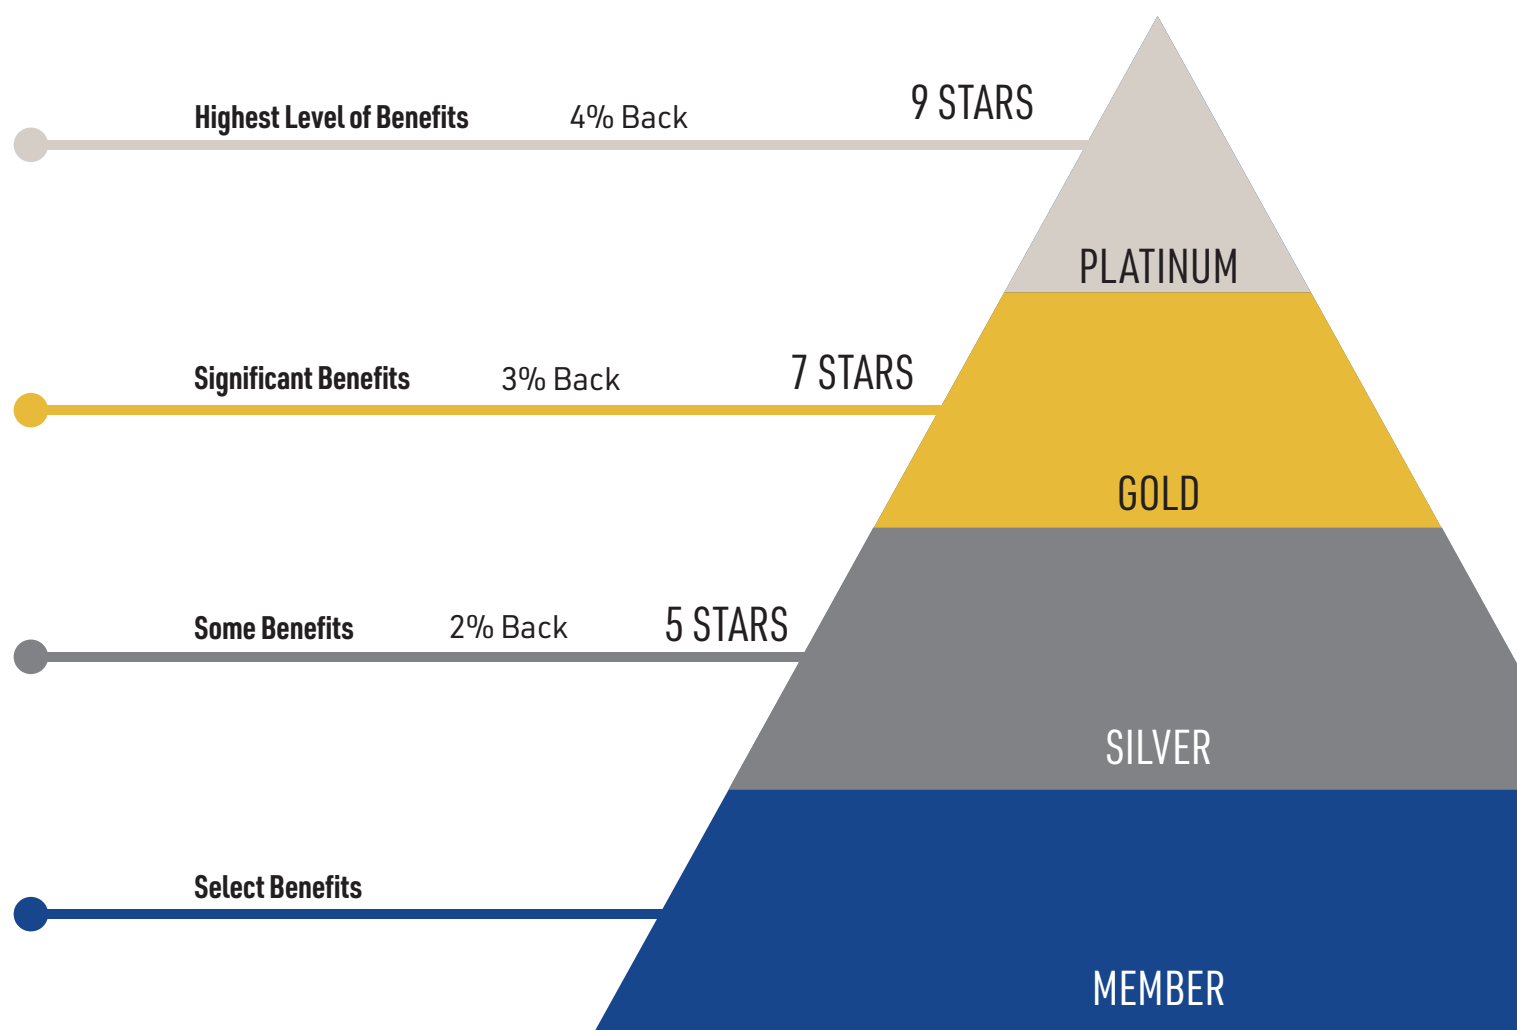 Highest Level of Benefits 4% Back 9 STARS
PLATINUM
Significant Benefits 3% Back 7 STARS
GOLD
Some Benefits 2% Back 5 STARS
SILVER
Select Benefits
MEMBER